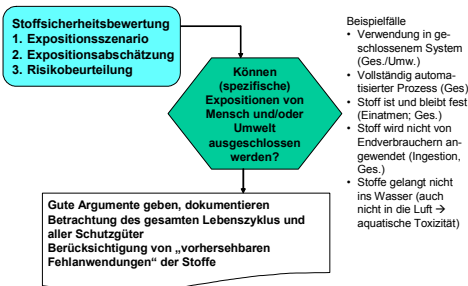 Stoffsicherheitsbewertung
1. Expositionsszenario
2. Expositionsabschätzung
3. Risikobeurteilung
Können
(spezifische)
Expositionen von
Mensch und/oder
Umwelt
ausgeschlossen
werden?
Gute Argumente geben, dokumentieren
Betrachtung des gesamten Lebenszyklus und
aller Schutzgüter
Berücksichtigung von „vorhersehbaren
Fehlanwendungen“ der Stoffe
Beispielfälle
• Verwendung in ge-
schlossenem System
(Ges./Umw.)
• Vollständig automa-
tisierter Prozess (Ges)
• Stoff ist und bleibt fest
(Einatmen; Ges.)
• Stoff wird nicht von
Endverbrauchern an-
gewendet (Ingestion,
Ges.)
• Stoffe gelangt nicht
ins Wasser (auch
nicht in die Luft →
aquatische Toxizität)